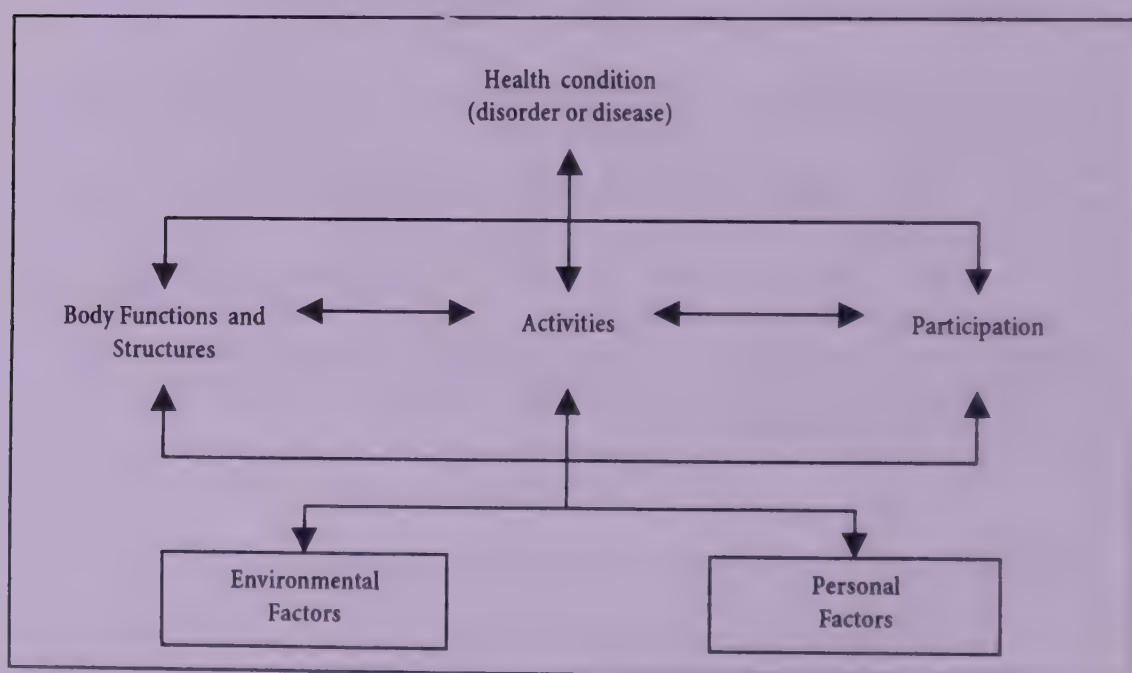 Health condition
(disorder or disease)
Body Functions and
Structures
Activities
Participation
Environmental
Factors
Personal
Factors